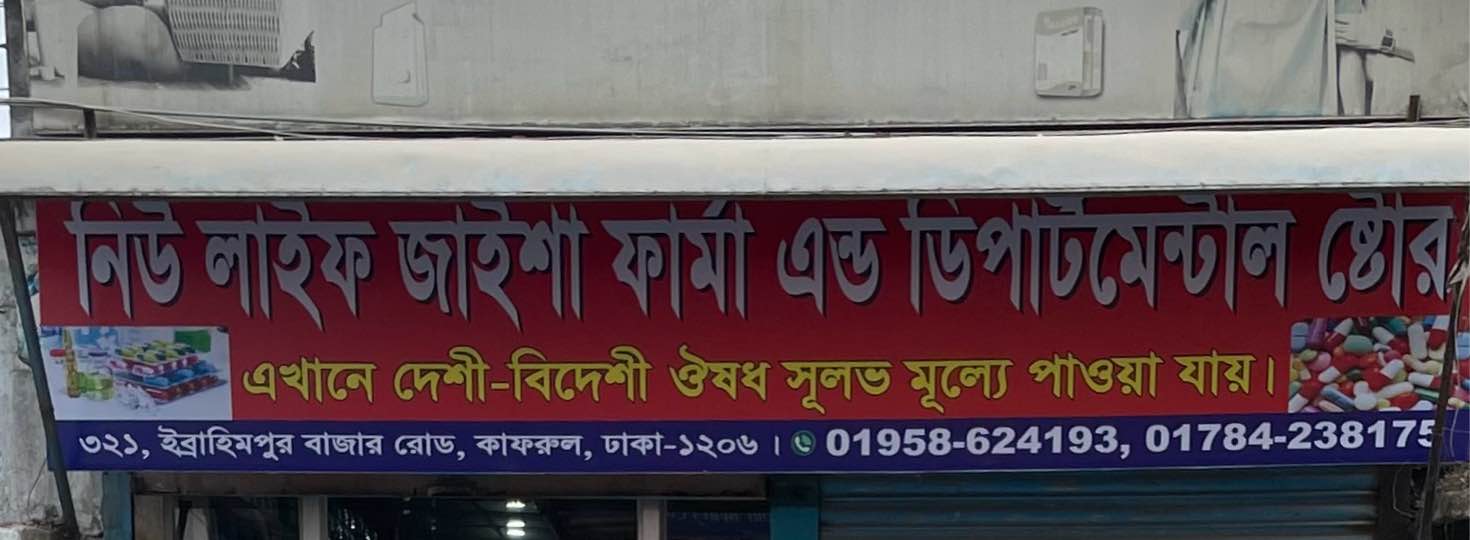 নিউ লাইফ জাইশা ফার্মা এন্ড ডিপার্টমেন্টাল ষ্টোর
এখানে দেশী-বিদেশী ঔষধ সূলভ মূল্যে পাওয়া যায়।
৩২১, ইব্রাহিমপুর বাজার রোড, কাফরুল, ঢাকা-১২০৬ । 01958-624193, 01784-238175